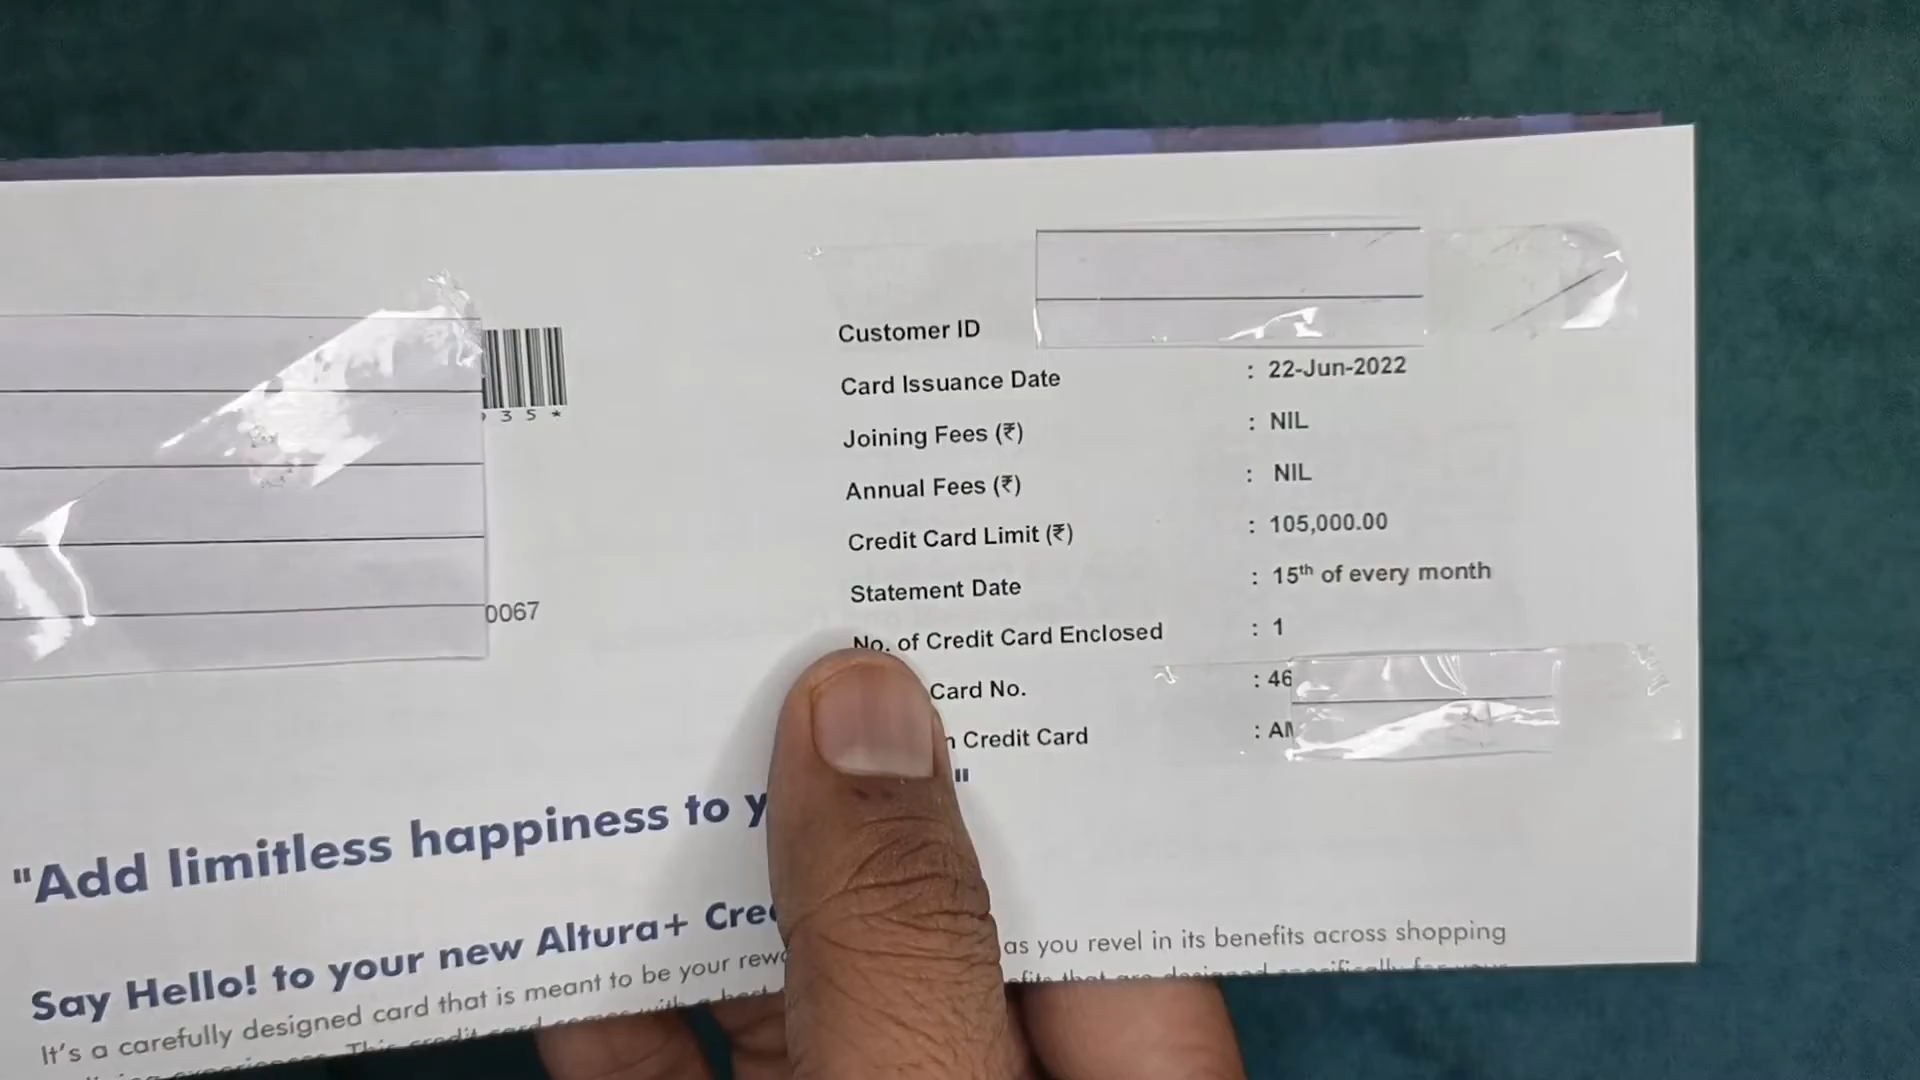 35*
0067
Customer ID
Card Issuance Date : 22-Jun-2022
Joining Fees (₹) : NIL
Annual Fees (₹) : NIL
Credit Card Limit (₹) : 105,000.00
Statement Date : 15th of every month
No. of Credit Card Enclosed : 1
Card No. : 46
Credit Card :
"Add limitless happiness to
"
Say Hello! to your new Altura+
It's a carefully designed card that is meant to be your as you revel in its benefits across shopping